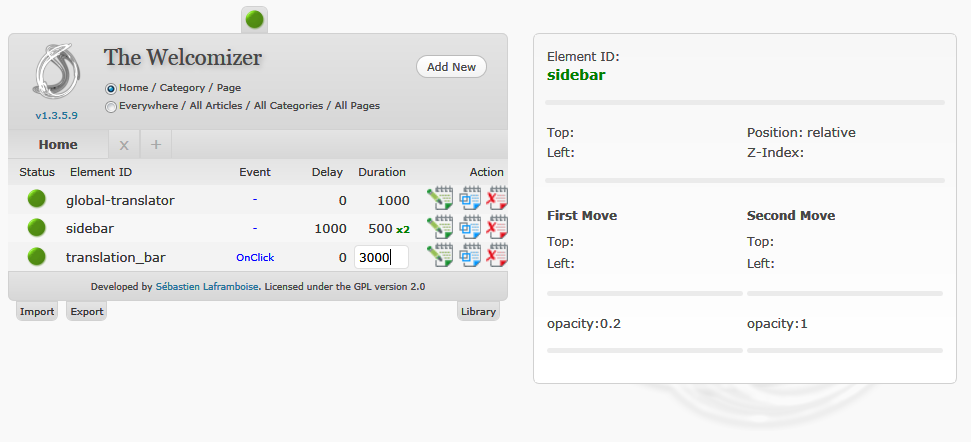 The Welcomizer
Add New
Home / Category / Page
Everywhere / All Articles / All Categories / All Pages
v1.3.5.9
Home x +
Status Element ID Event Delay Duration Action
global-translator - 0 1000
sidebar - 1000 500 x2
translation_bar OnClick 0 3000
Developed by Sébastien Laframboise. Licensed under the GPL version 2.0
Import Export Library
Element ID:
sidebar
Top: Position: relative
Left: Z-Index:
First Move Second Move
Top: Top:
Left: Left:
opacity:0.2 opacity:1